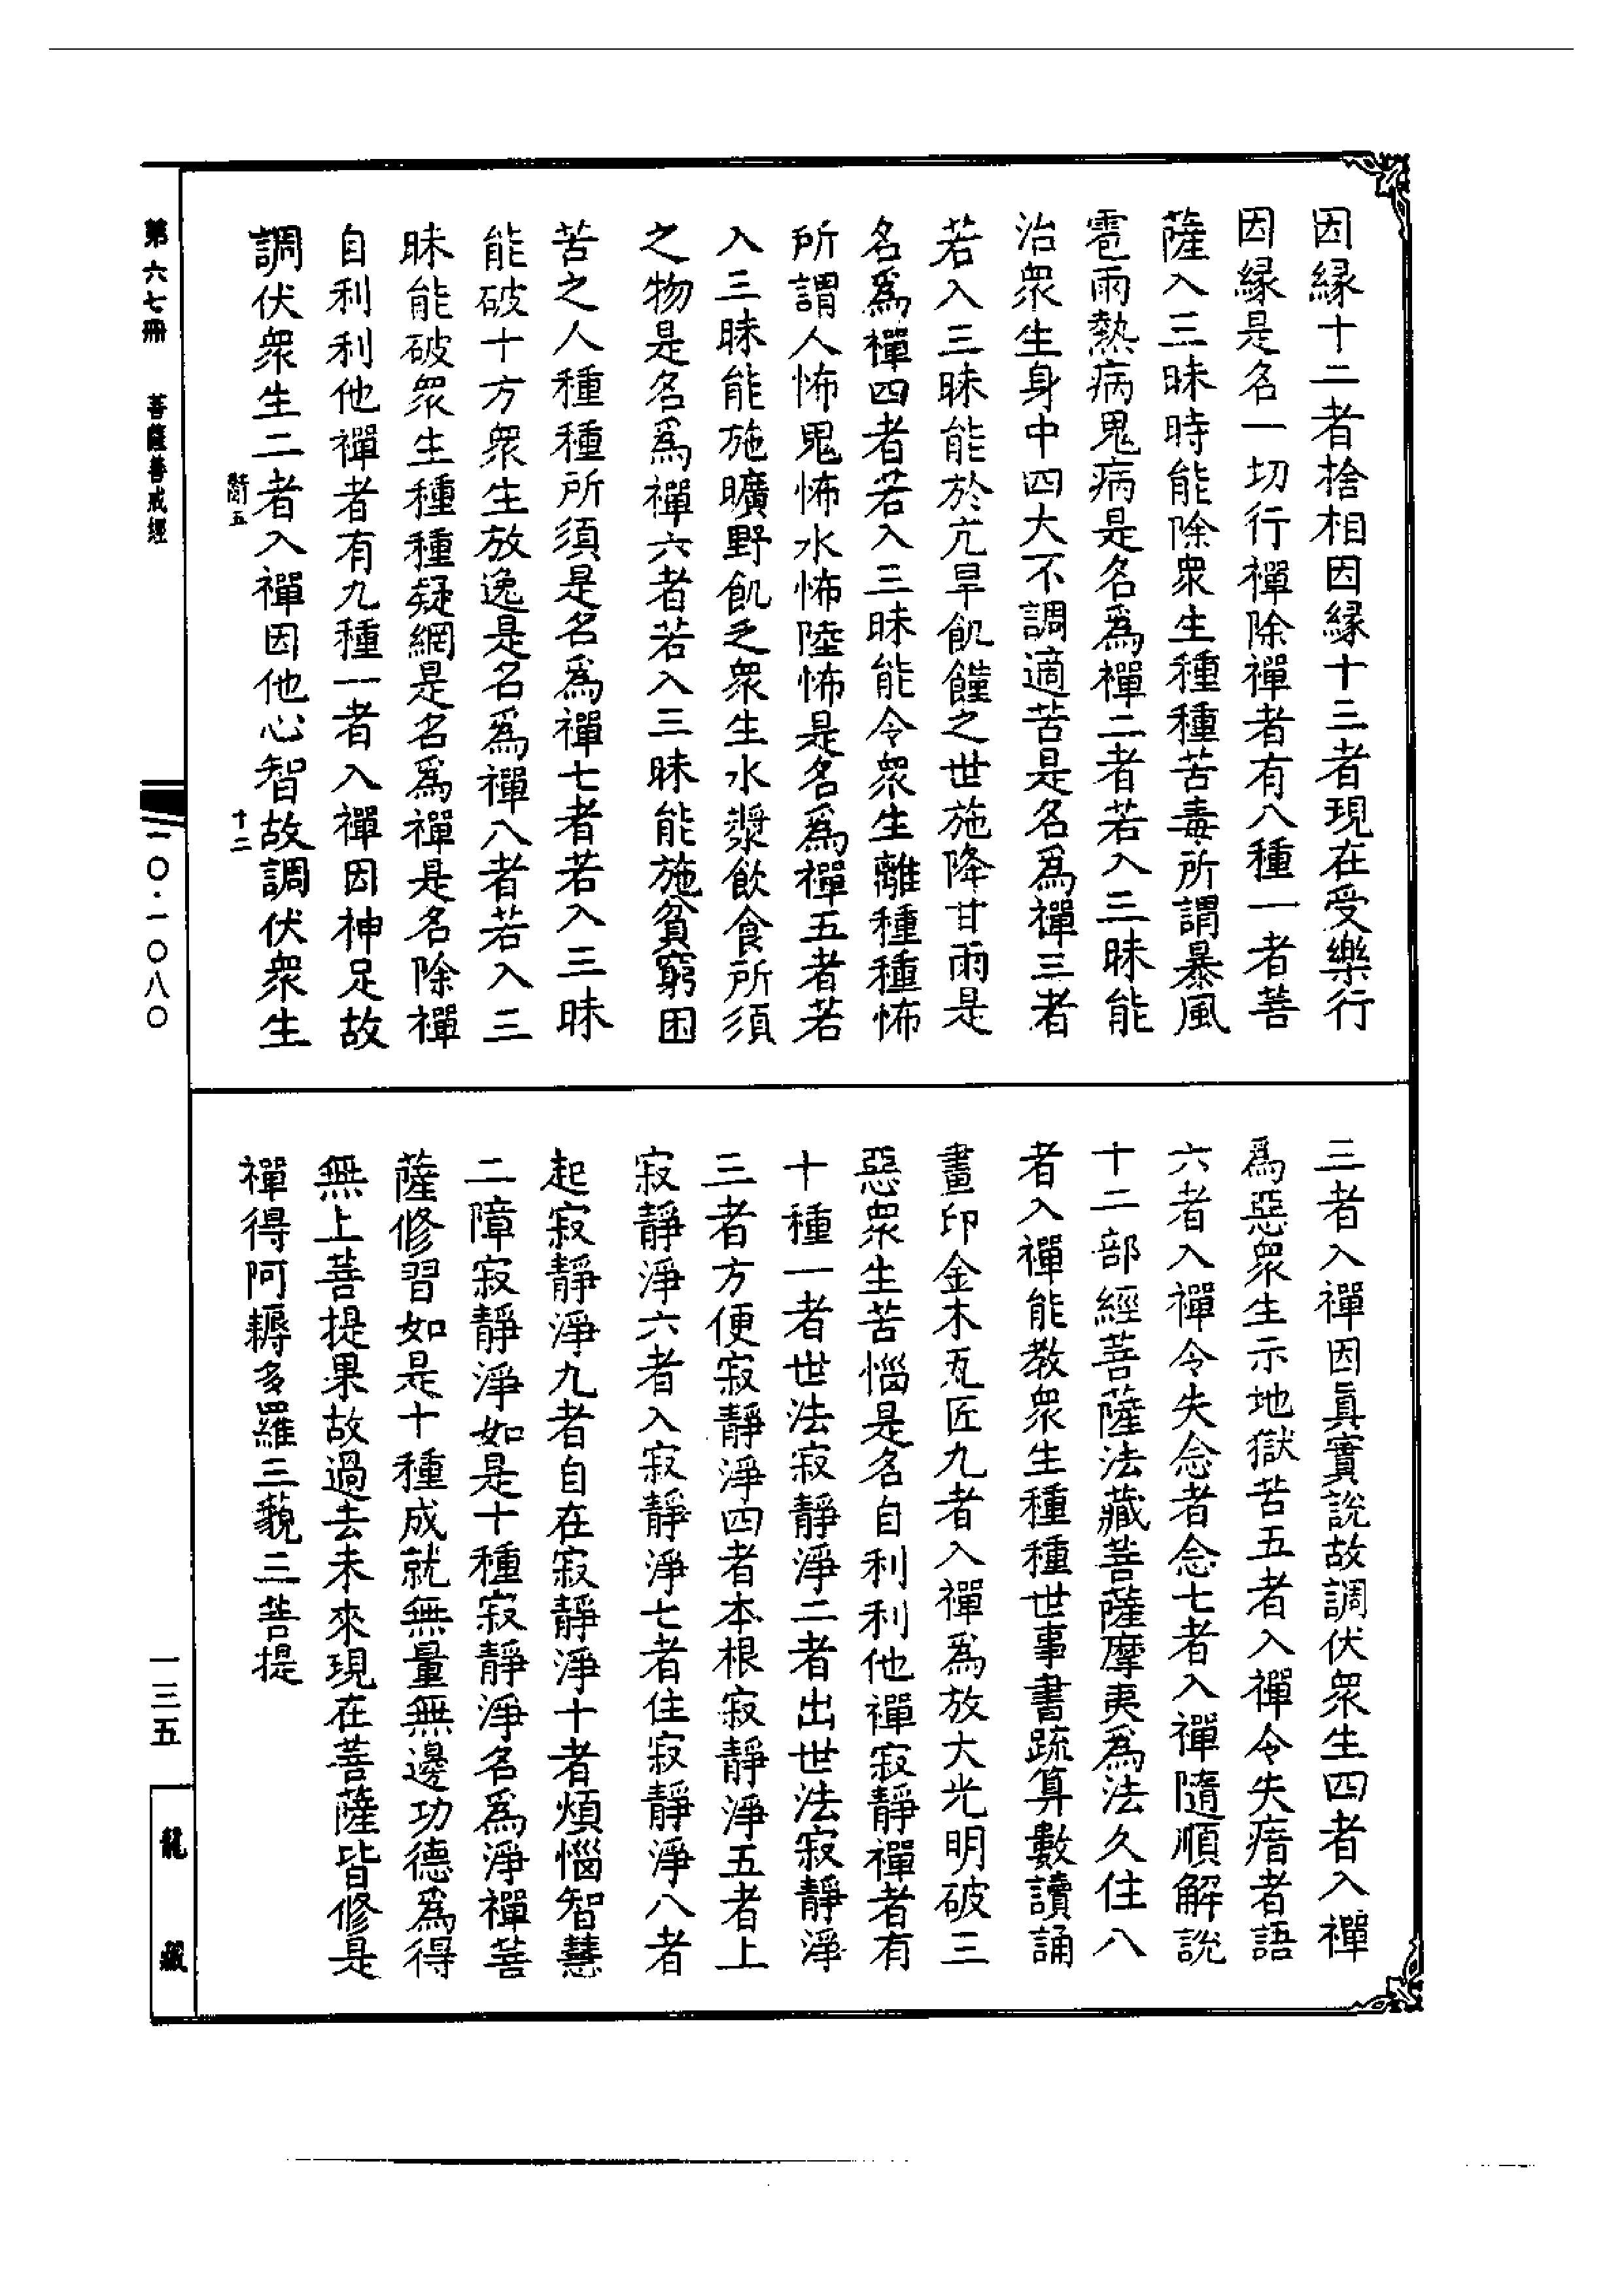 因縁十二者捨相因縁十三者現在受樂行
因縁是名一切行禪除禪者有八種一者菩
薩入三昧時能除衆生種種苦毒所謂暴風
雹雨熱病鬼病是名爲禪二者若入三昧能
治衆生身中四大不調適苦是名爲禪三者
若入三昧能於亢旱飢饉之世施降甘雨是
名爲禪四者若入三昧能令衆生離種種怖
所謂人怖鬼怖水怖陸怖是名爲禪五者若
入三昧能施曠野飢乏衆生水漿飲食所須
之物是名爲禪六者若入三昧能施貧窮困
苦之人種種所須是名爲禪七者若入三昧
能破十方衆生放逸是名爲禪八者若入三
昧能破衆生種種疑網是名爲禪是名除禪
自利利他禪者有九種一者入禪因神足故
調伏衆生二者入禪因他心智故調伏衆生
五
十二
三者入禪因眞實說故調伏衆生四者入禪
爲惡衆生示地獄苦五者入禪令失瘖者語
六者入禪令失念者念七者入禪隨順解說
十二部經菩薩法藏菩薩摩夷爲法久住八
者入禪能教衆生種種世事書疏算數讀誦
畫印金木瓦匠九者入禪爲放大光明破三
惡衆生苦惱是名自利利他禪寂靜禪者有
十種一者世法寂靜淨二者出世法寂靜淨
三者方便寂靜淨四者本根寂靜淨五者上
寂靜淨六者入寂靜淨七者住寂靜淨八者
起寂靜淨九者自在寂靜淨十者煩惱智慧
二障寂靜淨如是十種寂靜淨名爲淨禪菩
薩修習如是十種成就無量無邊功德爲得
無上菩提果故過去未來現在菩薩皆修是
禪得阿耨多羅三藐三菩提
第六七冊
菩薩善戒經
一〇·一〇八〇
一三五
龍藏